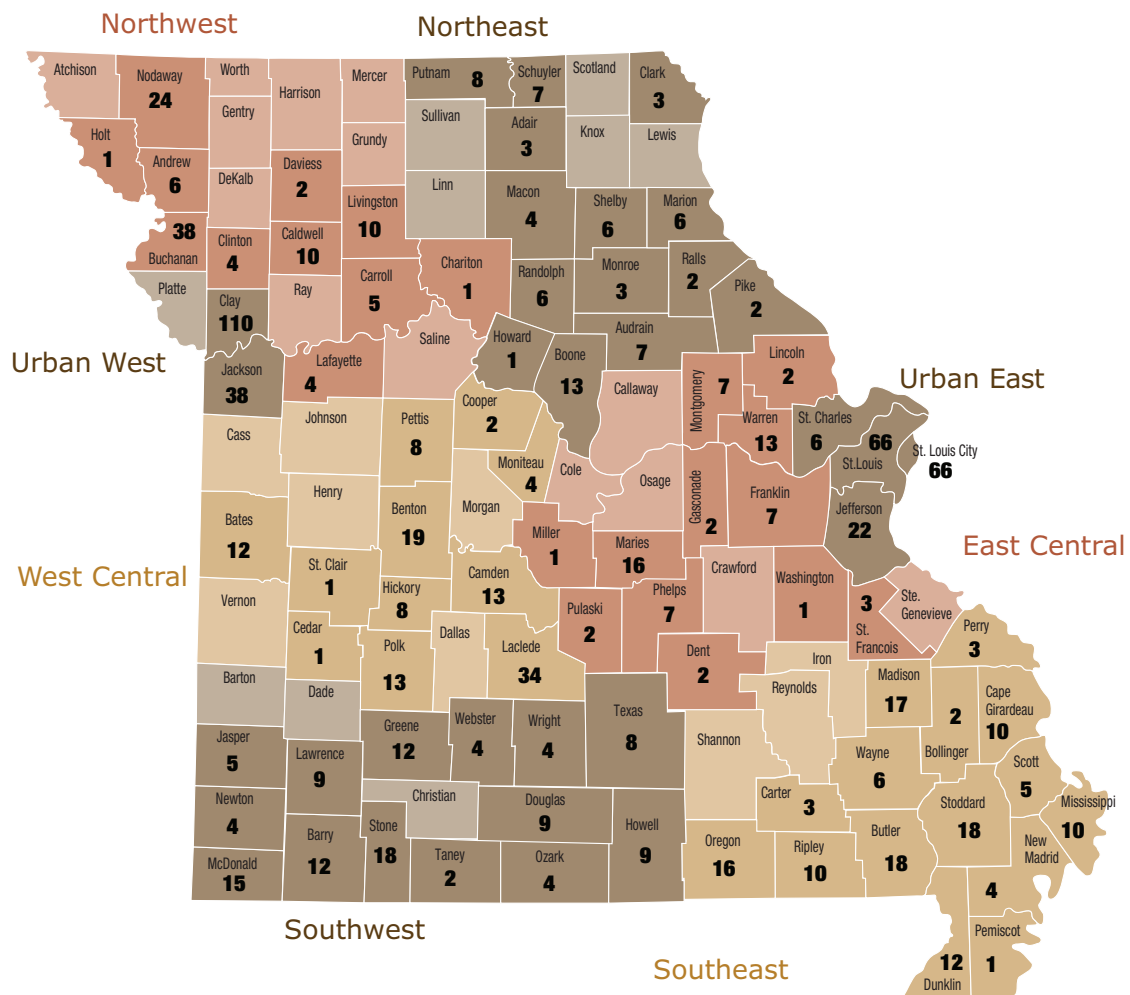 Northwest
Northeast
Atchison
Nodaway
24
Worth
Harrison
Mercer
Putnam 8
Schuyler
7
Scotland
Clark
3
Gentry
Sullivan
Adair
3
Knox
Lewis
Holt
1
Grundy
Andrew
6
DeKalb
Daviess
2
Linn
Macon
4
Livingston
10
Shelby
6
Marion
6
38
Buchanan
Clinton
4
Caldwell
10
Chariton
1
Randolph
6
Monroe
3
Ralls
2
Platte
Clay
110
Ray
Carroll
5
Pike
2
Urban West
Jackson
38
Lafayette
4
Saline
Howard
1
Boone
13
Audrain
7
Lincoln
2
Urban East
Callaway
Montgomery
7
Warren
13
St. Charles
6
66
St.Louis
St. Louis City
66
Cass
Johnson
Pettis
8
Cooper
2
Moniteau
4
Cole
Osage
Gasconade
2
Franklin
7
Jefferson
22
East Central
Henry
Benton
19
Morgan
Bates
12
Miller
1
Maries
16
West Central
St. Clair
1
Hickory
8
Camden
13
Crawford
Washington
1
3
St.
Francois
Ste.
Genevieve
Vernon
Pulaski
2
Phelps
7
Cedar
1
Polk
13
Dallas
Laclede
34
Dent
2
Iron
Perry
3
Barton
Dade
Reynolds
Madison
17
2
Bollinger
Cape
Girardeau
10
Greene
12
Webster
4
Wright
4
Texas
8
Shannon
Jasper
5
Lawrence
9
Wayne
6
Scott
5
Christian
Newton
4
Douglas
9
Carter
3
Stoddard
18
Mississippi
10
Barry
12
Stone
18
Howell
9
Oregon
16
Ripley
10
Butler
18
New
Madrid
4
McDonald
15
Taney
2
Ozark
4
Southwest
Southeast
Pemiscot
1
12
Dunklin